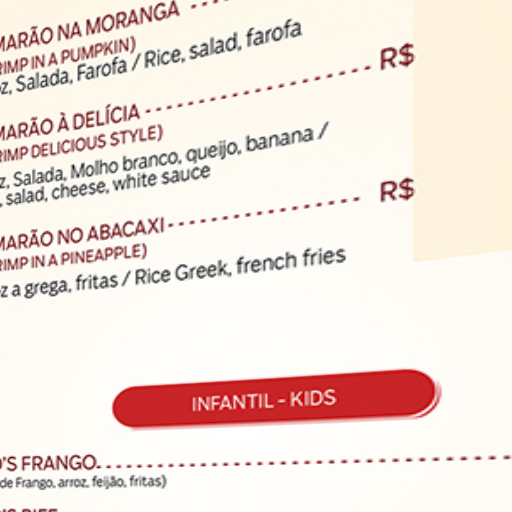 MARÃO NA MORANGA
RIMP IN A PUMPKIN)
oz, Salada, Farofa / Rice, salad, farofa
R$
MARÃO À DELÍCIA
RIMP DELICIOUS STYLE)
z, Salada, Molho branco, queijo, banana /
, salad, cheese, white sauce
R$
MARÃO NO ABACAXI
RIMP IN A PINEAPPLE)
oz a grega, fritas / Rice Greek, french fries
INFANTIL - KIDS
O'S FRANGO
de Frango, arroz, feijão, fritas)